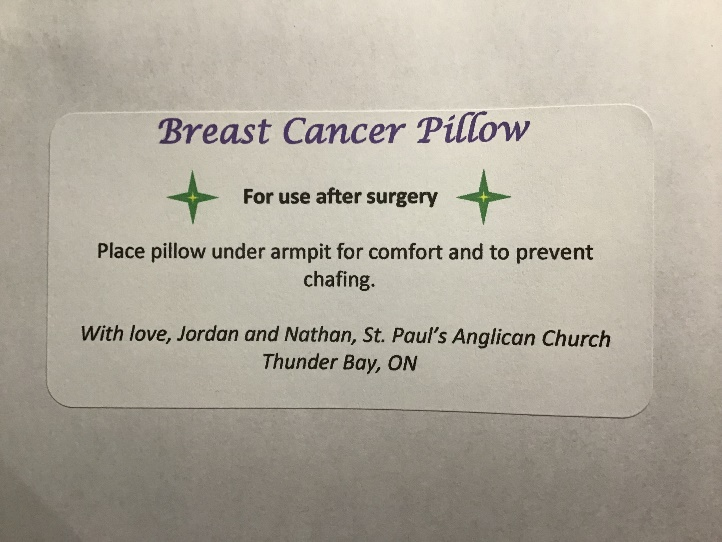 Breast Cancer Pillow
For use after surgery
Place pillow under armpit for comfort and to prevent
chafing.
With love, Jordan and Nathan, St. Paul's Anglican Church
Thunder Bay, ON